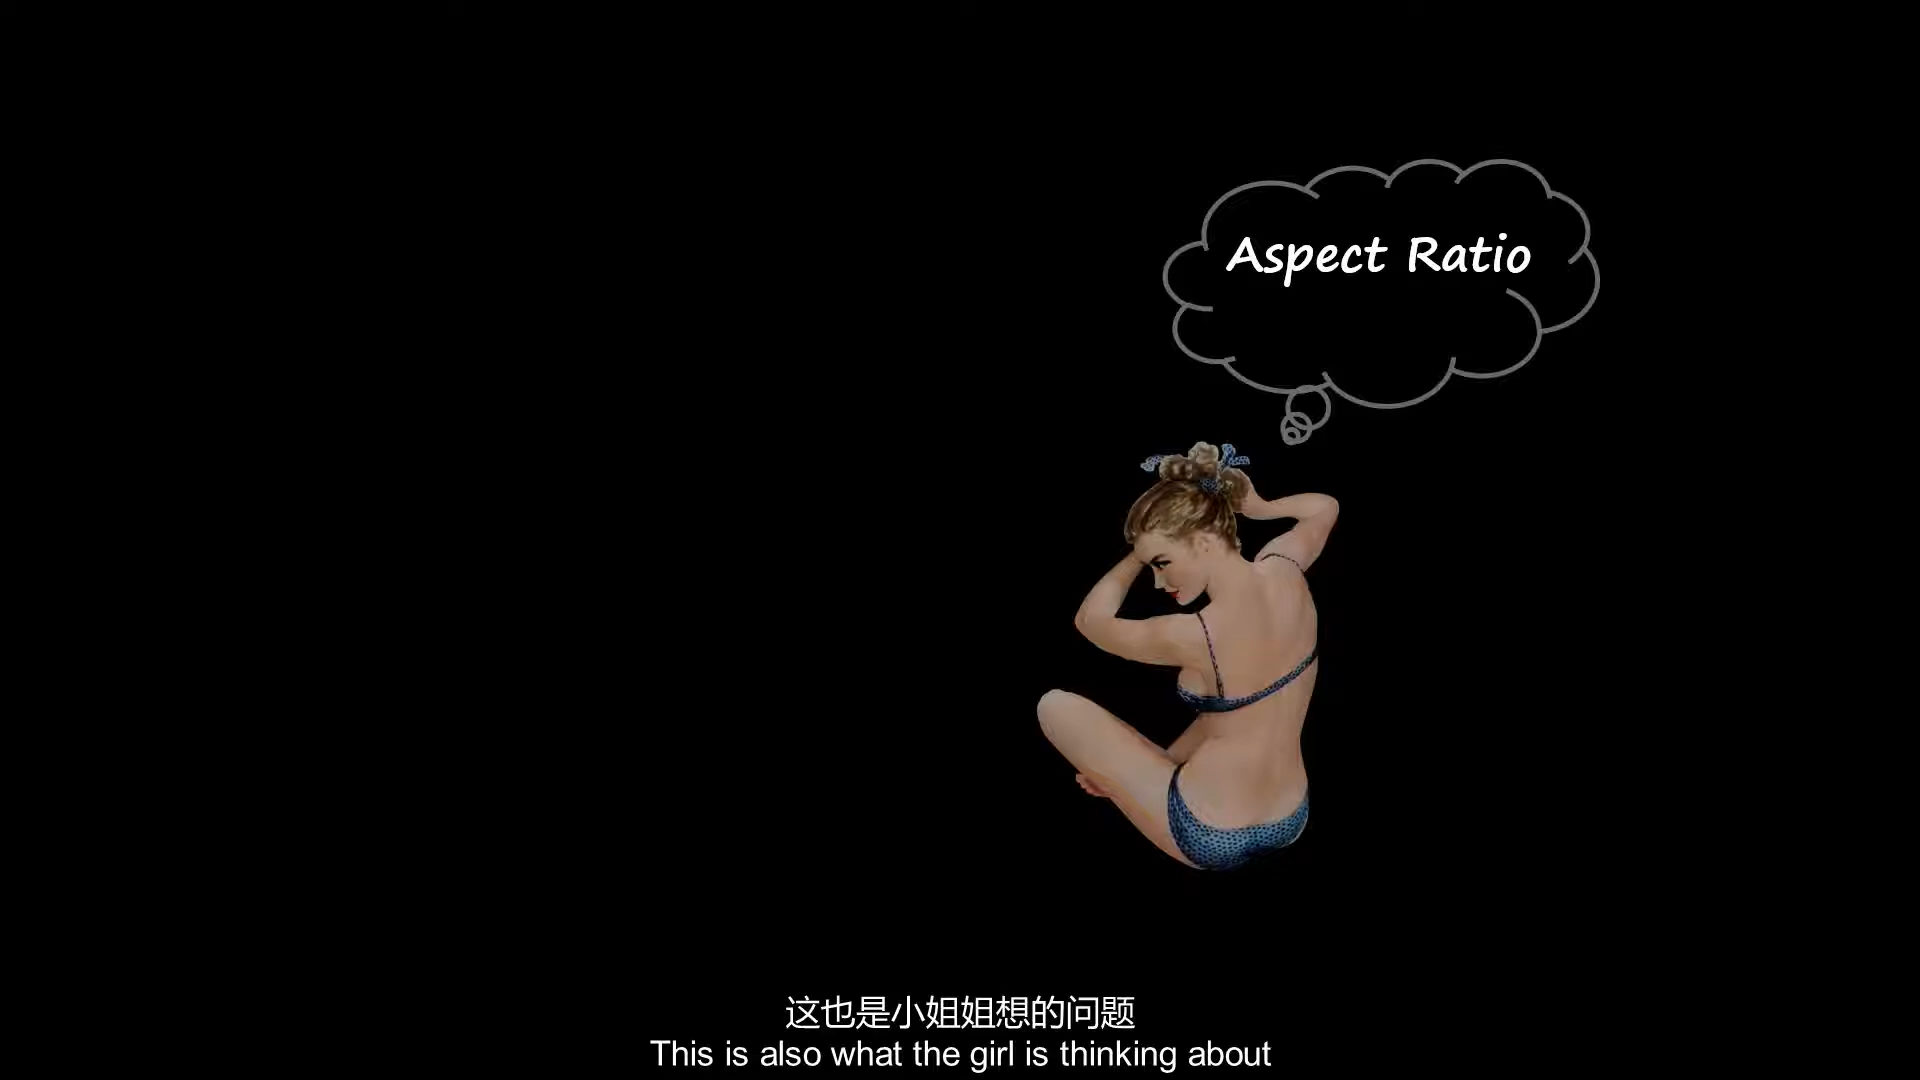 Aspect Ratio
这也是小姐姐想的问题
This is also what the girl is thinking about